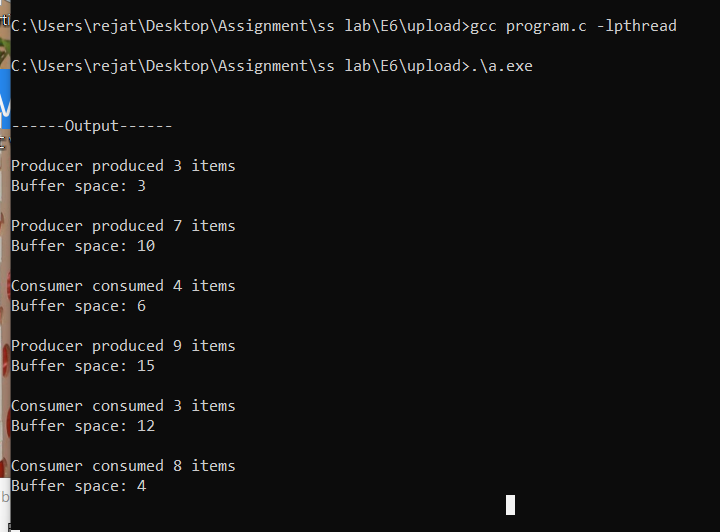 C:\Users\rejat\Desktop\Assignment\ss lab\E6\upload>gcc program.c -lpthread
C:\Users\rejat\Desktop\Assignment\ss lab\E6\upload>.\a.exe
------Output------
Producer produced 3 items
Buffer space: 3
Producer produced 7 items
Buffer space: 10
Consumer consumed 4 items
Buffer space: 6
Producer produced 9 items
Buffer space: 15
Consumer consumed 3 items
Buffer space: 12
Consumer consumed 8 items
Buffer space: 4